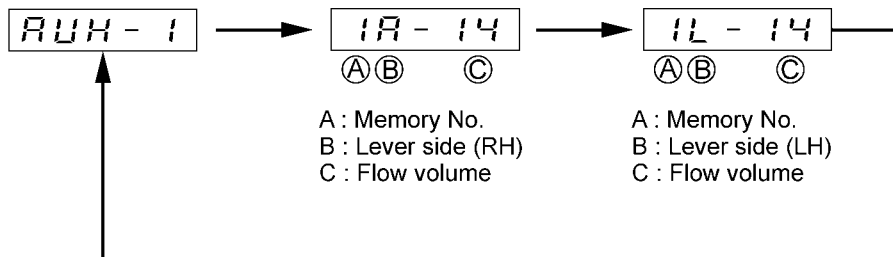 AUH-1
1A-14
1L-14
A B C
A B C
A : Memory No.
B : Lever side (RH)
C : Flow volume
A : Memory No.
B : Lever side (LH)
C : Flow volume